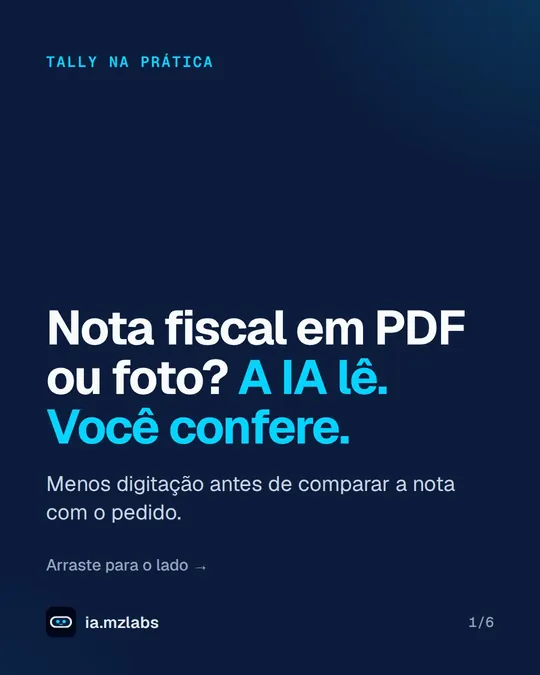 TALLY NA PRÁTICA
Nota fiscal em PDF
ou foto? A IA lê.
Você confere.
Menos digitação antes de comparar a nota
com o pedido.
Arraste para o lado →
ia.mzlabs
1/6